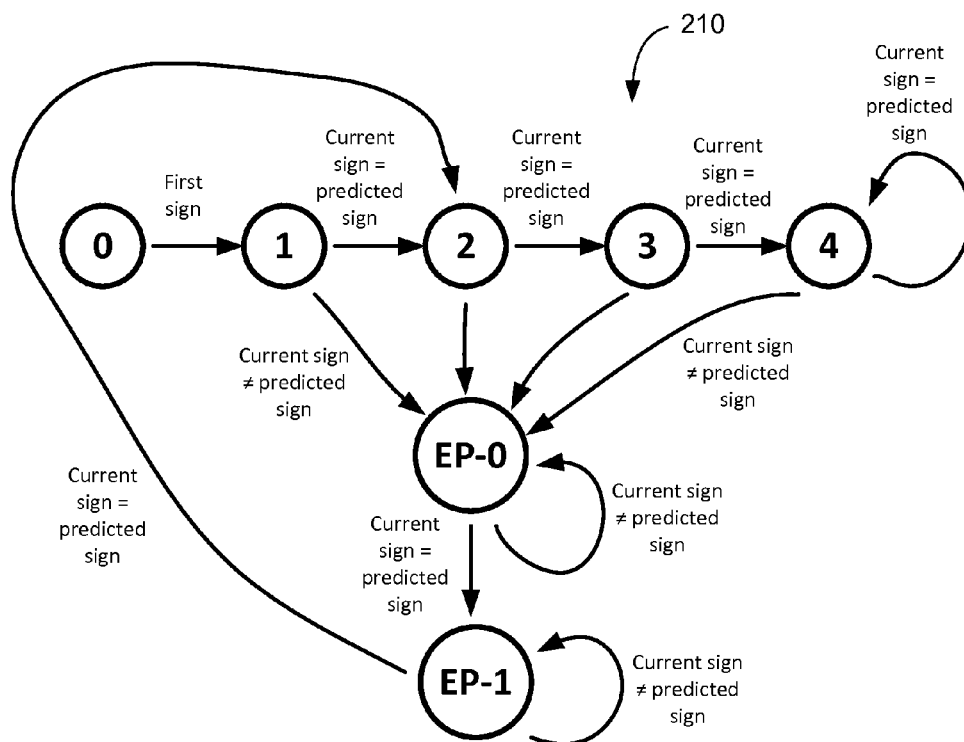 210
Current
sign =
predicted
sign
Current
sign =
predicted
sign
Current
sign =
predicted
sign
Current
sign =
predicted
sign
First
sign
0
1
2
3
4
Current sign
≠ predicted
sign
Current sign
≠ predicted
sign
EP-0
Current
sign =
predicted
sign
Current sign
≠ predicted
sign
Current
sign =
predicted
sign
EP-1
Current sign
≠ predicted
sign